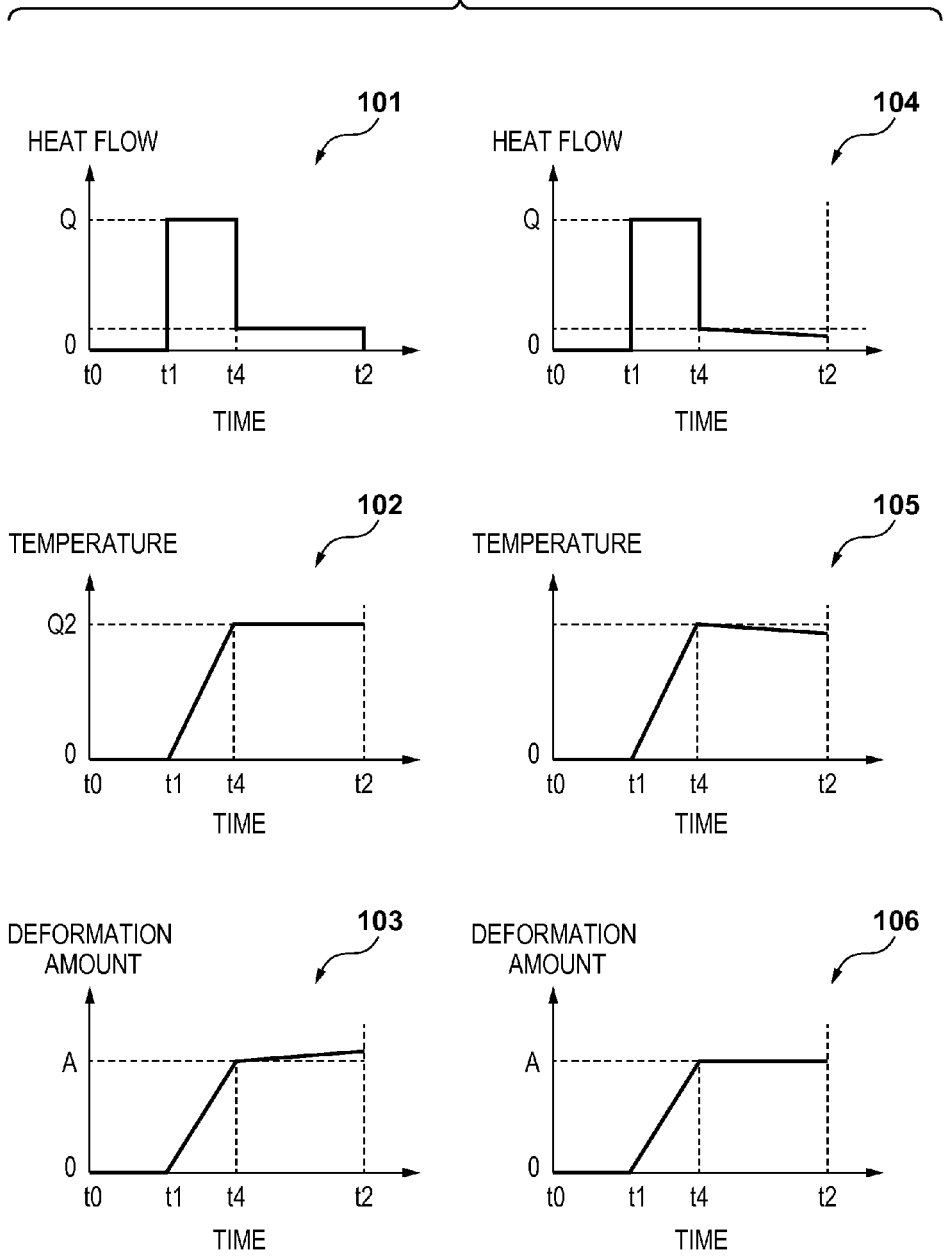 101
HEAT FLOW
Q
0
t0
t1
t4
t2
TIME
104
HEAT FLOW
Q
0
t0
t1
t4
t2
TIME
102
TEMPERATURE
Q2
0
t0
t1
t4
t2
TIME
105
TEMPERATURE
0
t0
t1
t4
t2
TIME
103
DEFORMATION
AMOUNT
A
0
t0
t1
t4
t2
TIME
106
DEFORMATION
AMOUNT
A
0
t0
t1
t4
t2
TIME